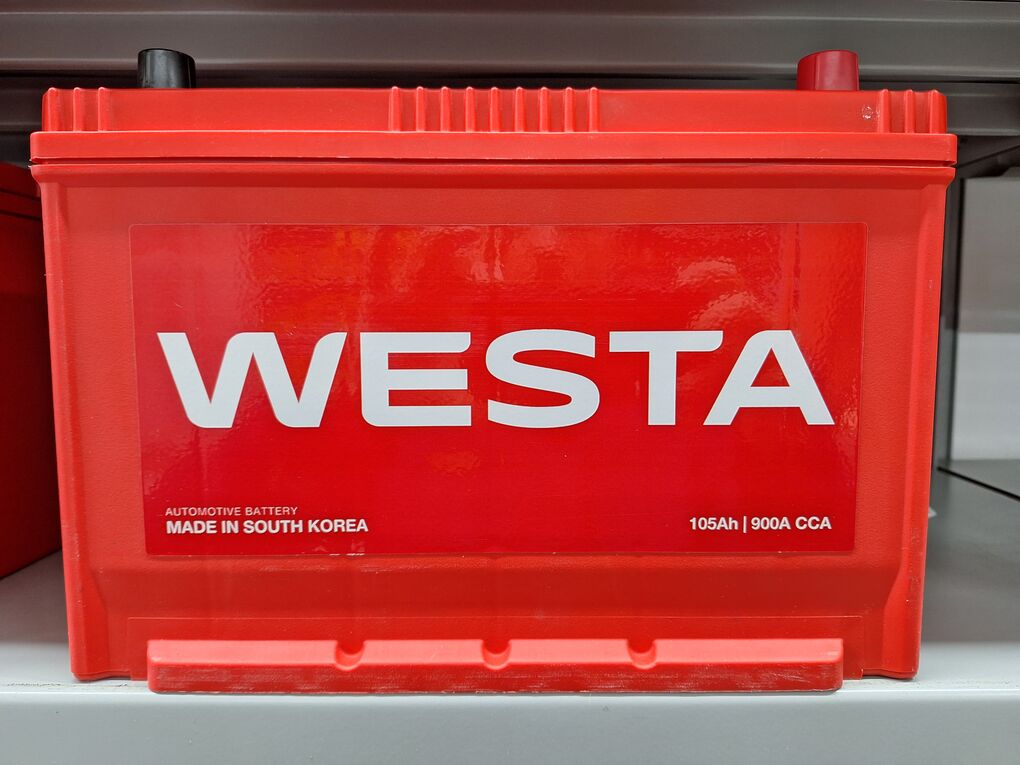 WESTA
AUTOMOTIVE BATTERY
MADE IN SOUTH KOREA
105Ah | 900A CCA